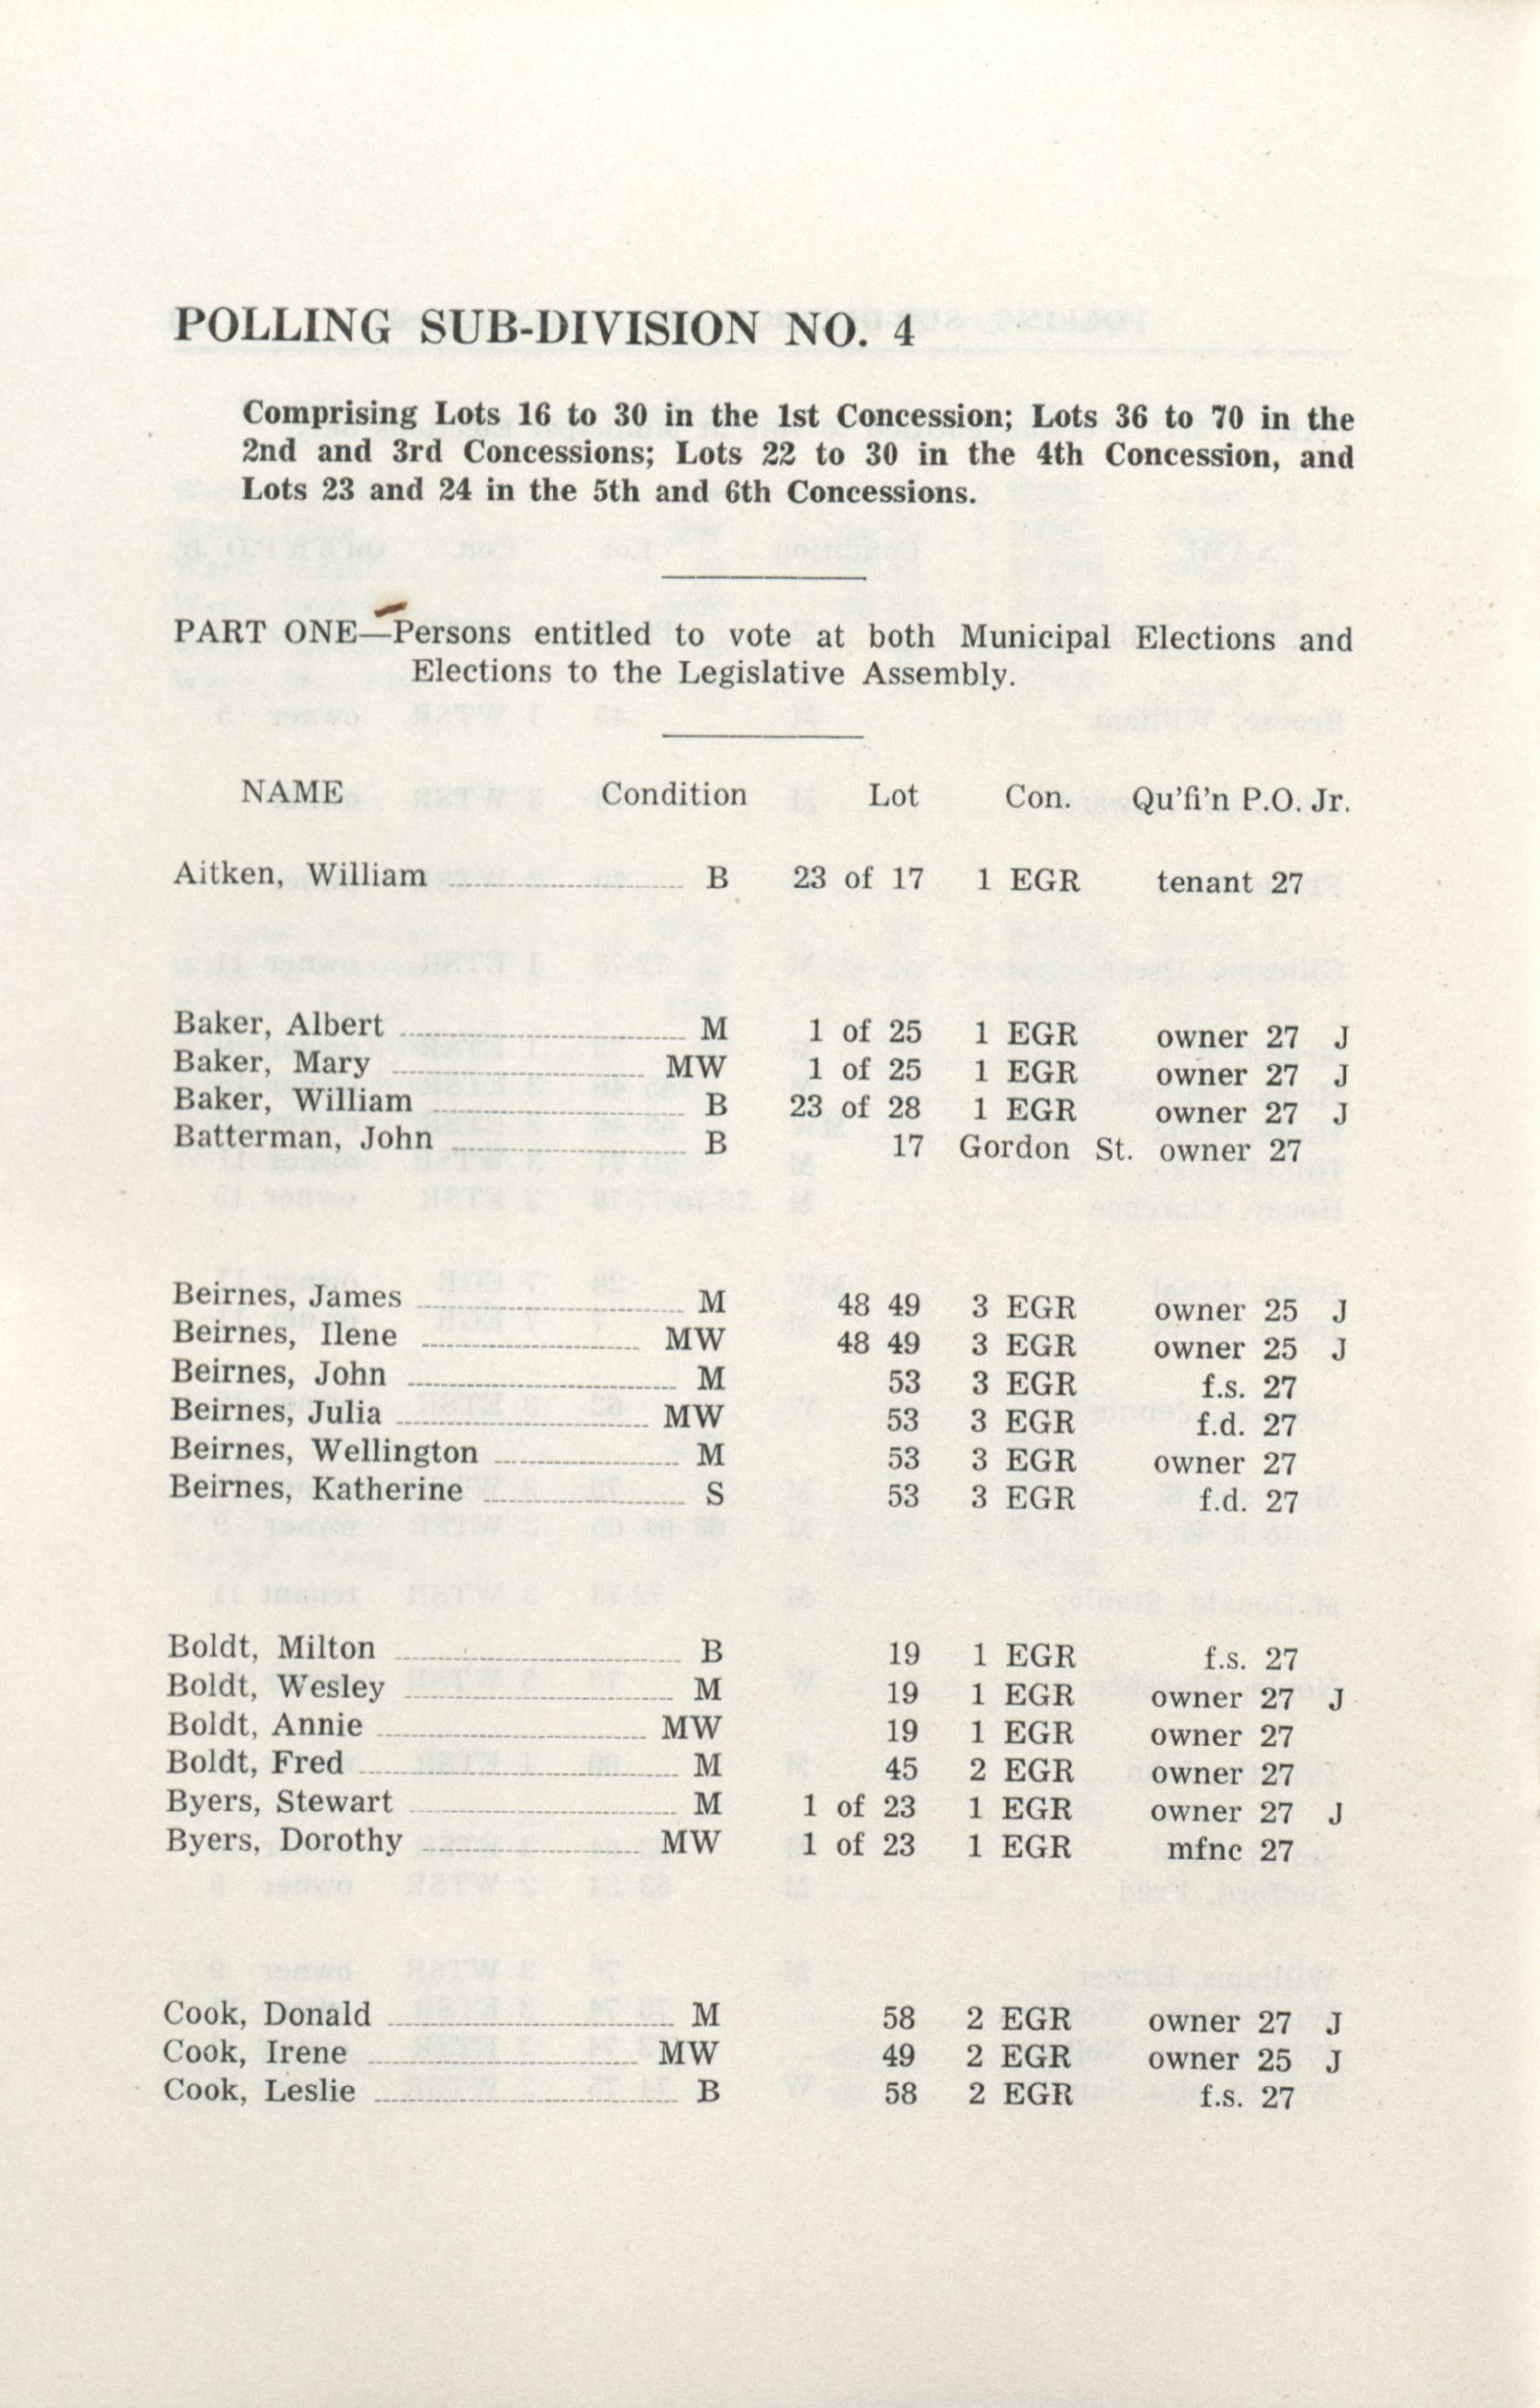 POLLING SUB-DIVISION NO. 4
Comprising Lots 16 to 30 in the 1st Concession; Lots 36 to 70 in the
2nd and 3rd Concessions; Lots 22 to 30 in the 4th Concession, and
Lots 23 and 24 in the 5th and 6th Concessions.
PART ONE—Persons entitled to vote at both Municipal Elections and
Elections to the Legislative Assembly.
NAME Condition Lot Con. Qu'fi'n P.O. Jr.
Aitken, William B 23 of 17 1 EGR tenant 27
Baker, Albert M 1 of 25 1 EGR owner 27 J
Baker, Mary MW 1 of 25 1 EGR owner 27 J
Baker, William B 23 of 28 1 EGR owner 27 J
Batterman, John B 17 Gordon St. owner 27
Beirnes, James M 48 49 3 EGR owner 25 J
Beirnes, Ilene MW 48 49 3 EGR owner 25 J
Beirnes, John M 53 3 EGR f.s. 27
Beirnes, Julia MW 53 3 EGR f.d. 27
Beirnes, Wellington M 53 3 EGR owner 27
Beirnes, Katherine S 53 3 EGR f.d. 27
Boldt, Milton B 19 1 EGR f.s. 27
Boldt, Wesley M 19 1 EGR owner 27 J
Boldt, Annie MW 19 1 EGR owner 27
Boldt, Fred M 45 2 EGR owner 27
Byers, Stewart M 1 of 23 1 EGR owner 27 J
Byers, Dorothy MW 1 of 23 1 EGR mfnc 27
Cook, Donald M 58 2 EGR owner 27 J
Cook, Irene MW 49 2 EGR owner 25 J
Cook, Leslie B 58 2 EGR f.s. 27